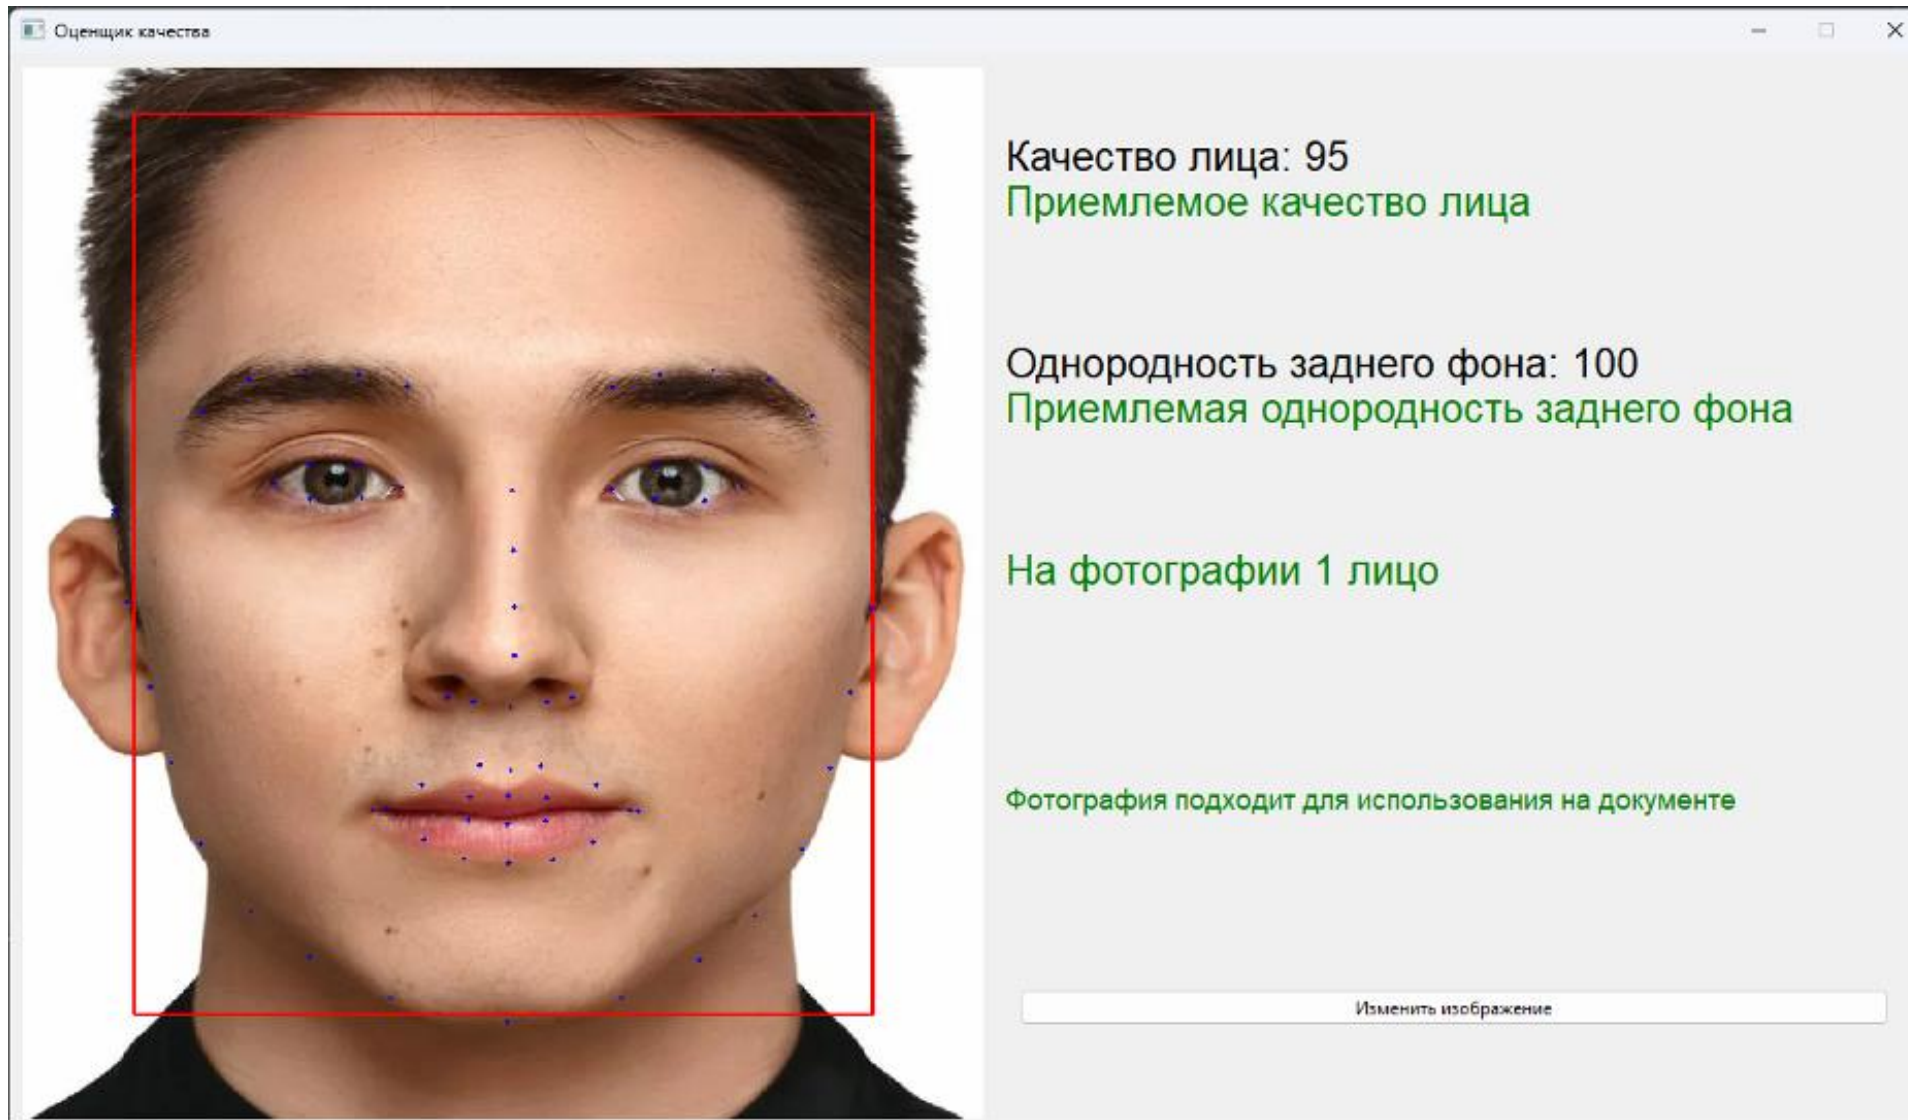 Оценщик качества
Качество лица: 95
Приемлемое качество лица
Однородность заднего фона: 100
Приемлемая однородность заднего фона
На фотографии 1 лицо
Фотография подходит для использования на документе
Изменить изображение